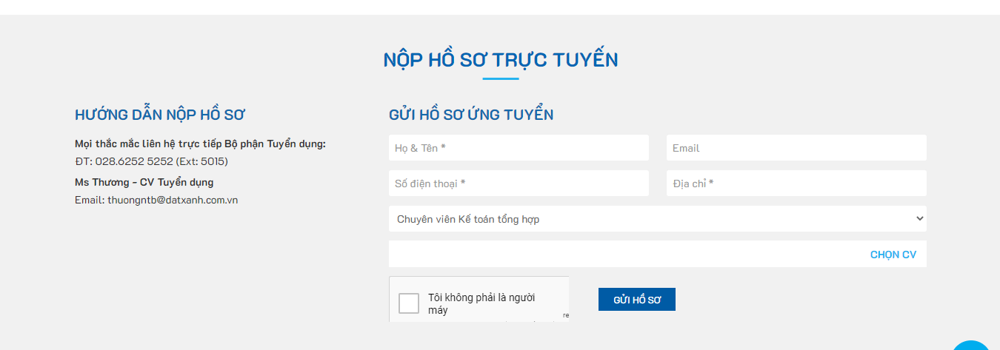 NỘP HỒ SƠ TRỰC TUYẾN
HƯỚNG DẪN NỘP HỒ SƠ
Mọi thắc mắc liên hệ trực tiếp Bộ phận Tuyển dụng:
ĐT: 028.6252 5252 (Ext: 5015)
Ms Thương - CV Tuyển dụng
Email: thuongntb@datxanh.com.vn
GỬI HỒ SƠ ỨNG TUYỂN
Họ & Tên *
Email
Số điện thoại *
Địa chỉ *
Chuyên viên Kế toán tổng hợp
CHỌN CV
Tôi không phải là người
máy
re
GỬI HỒ SƠ